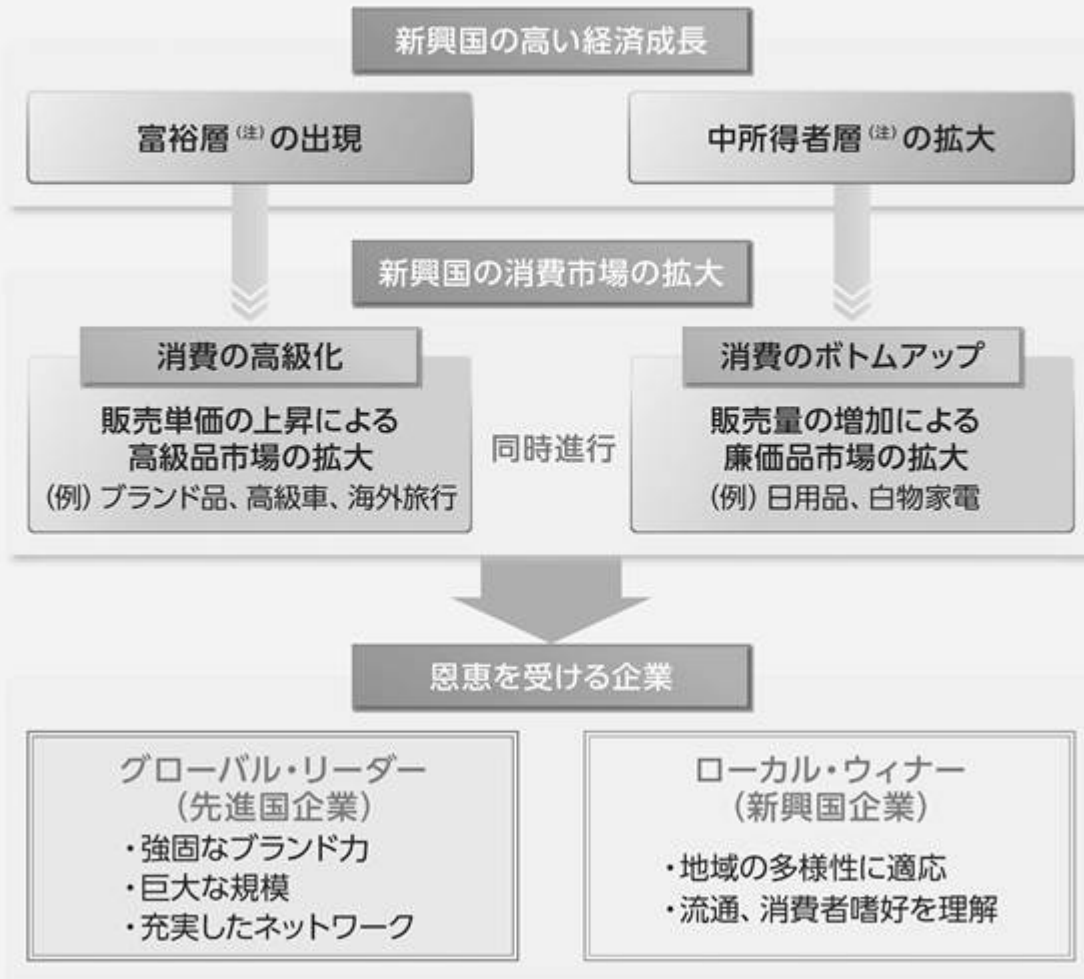 新興国の高い経済成長
富裕層(注)の出現
中所得者層(注)の拡大
新興国の消費市場の拡大
消費の高級化
販売単価の上昇による
高級品市場の拡大
(例)ブランド品、高級車、海外旅行
同時進行
消費のボトムアップ
販売量の増加による
廉価品市場の拡大
(例)日用品、白物家電
恩恵を受ける企業
グローバル・リーダー
(先進国企業)
・強固なブランド力
・巨大な規模
・充実したネットワーク
ローカル・ウィナー
(新興国企業)
・地域の多様性に適応
・流通、消費者嗜好を理解